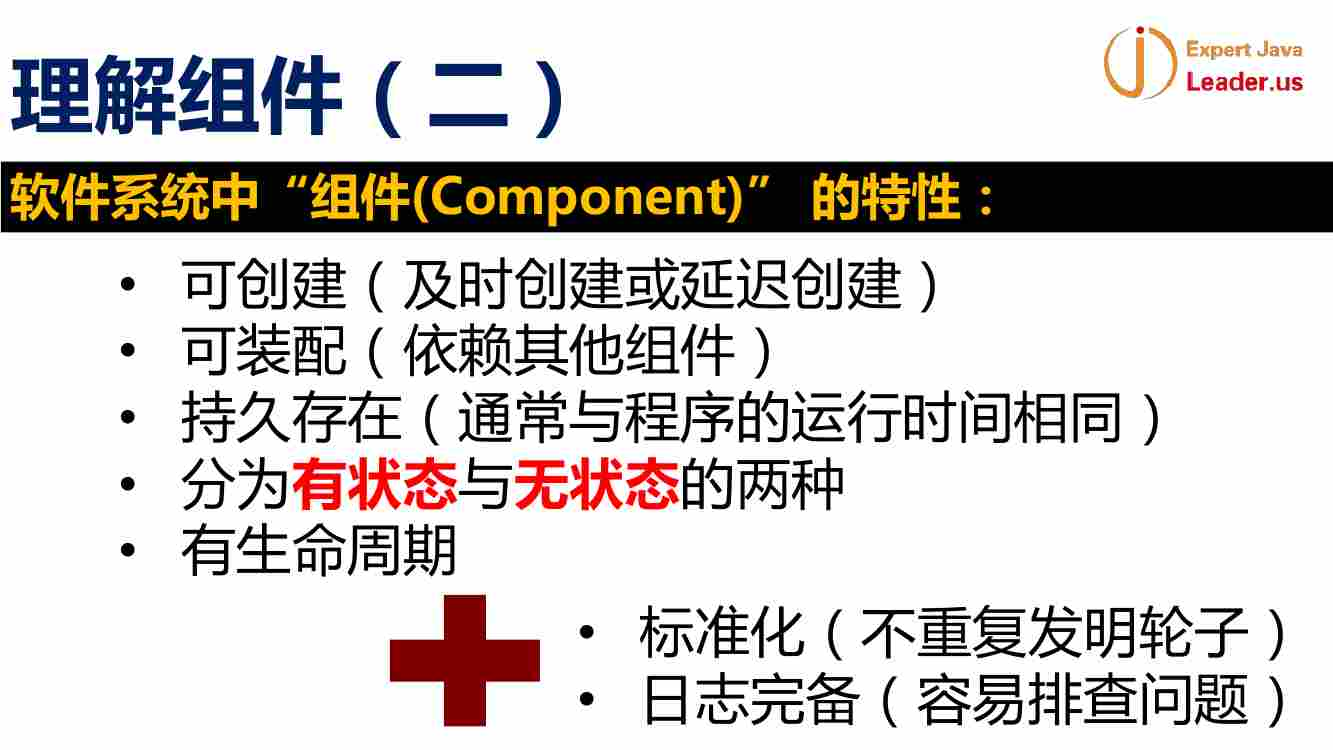 理解组件（二）
Expert Java
Leader.us
软件系统中“组件(Component)” 的特性：
• 可创建（及时创建或延迟创建）
• 可装配（依赖其他组件）
• 持久存在（通常与程序的运行时间相同）
• 分为有状态与无状态的两种
• 有生命周期
• 标准化（不重复发明轮子）
• 日志完备（容易排查问题）